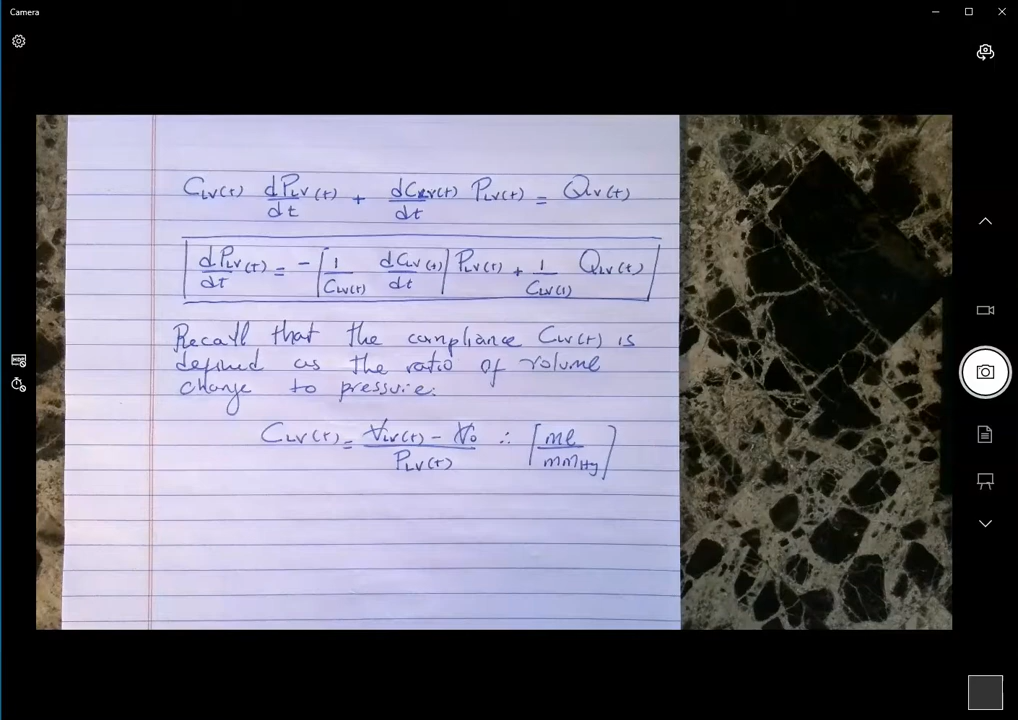 Camera
C_LV(t) dP_LV(t)/dt + dC_LV(t)/dt P_LV(t) = Q_LV(t)
dP_LV(t)/dt = -[1/C_LV(t) dC_LV(t)/dt] P_LV(t) + 1/C_LV(t) Q_LV(t)
Recall that the compliance C_LV(t) is
defined as the ratio of volume
change to pressure:
C_LV(t) = V_LV(t) - V_0 / P_LV(t) ∴ [ml/mmHg]